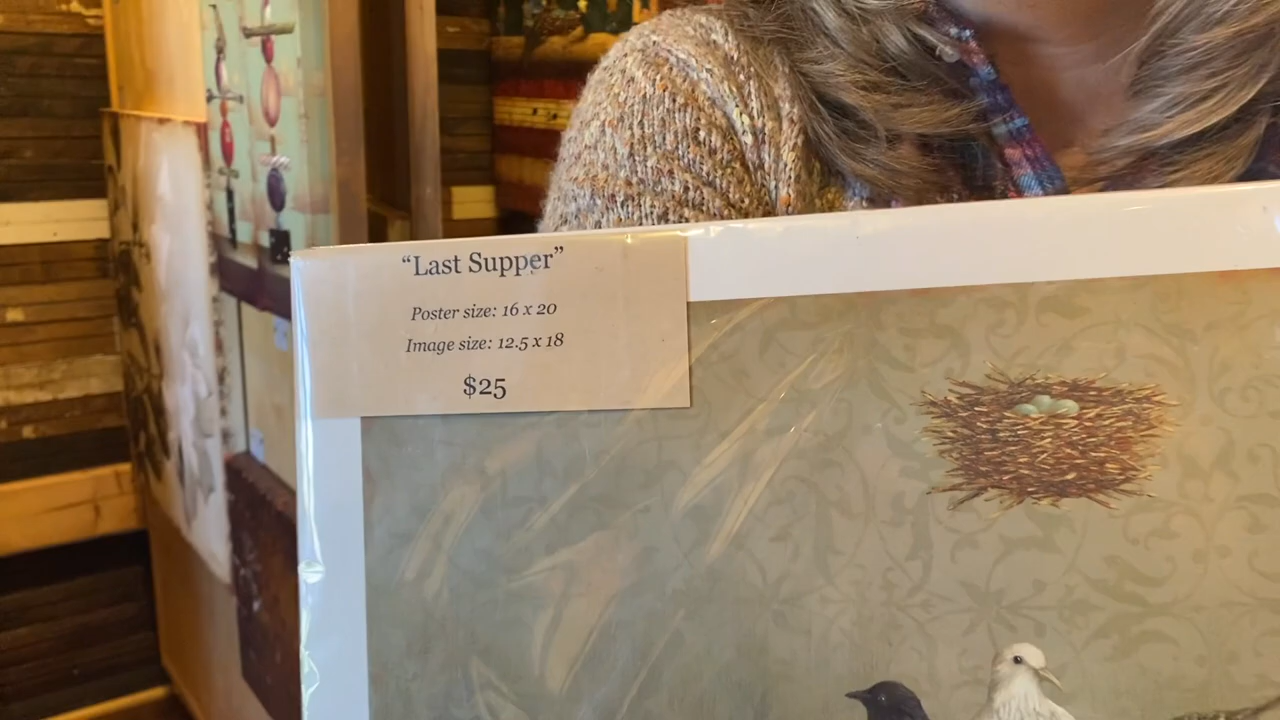 “Last Supper”
Poster size: 16 x 20
Image size: 12.5 x 18
$25